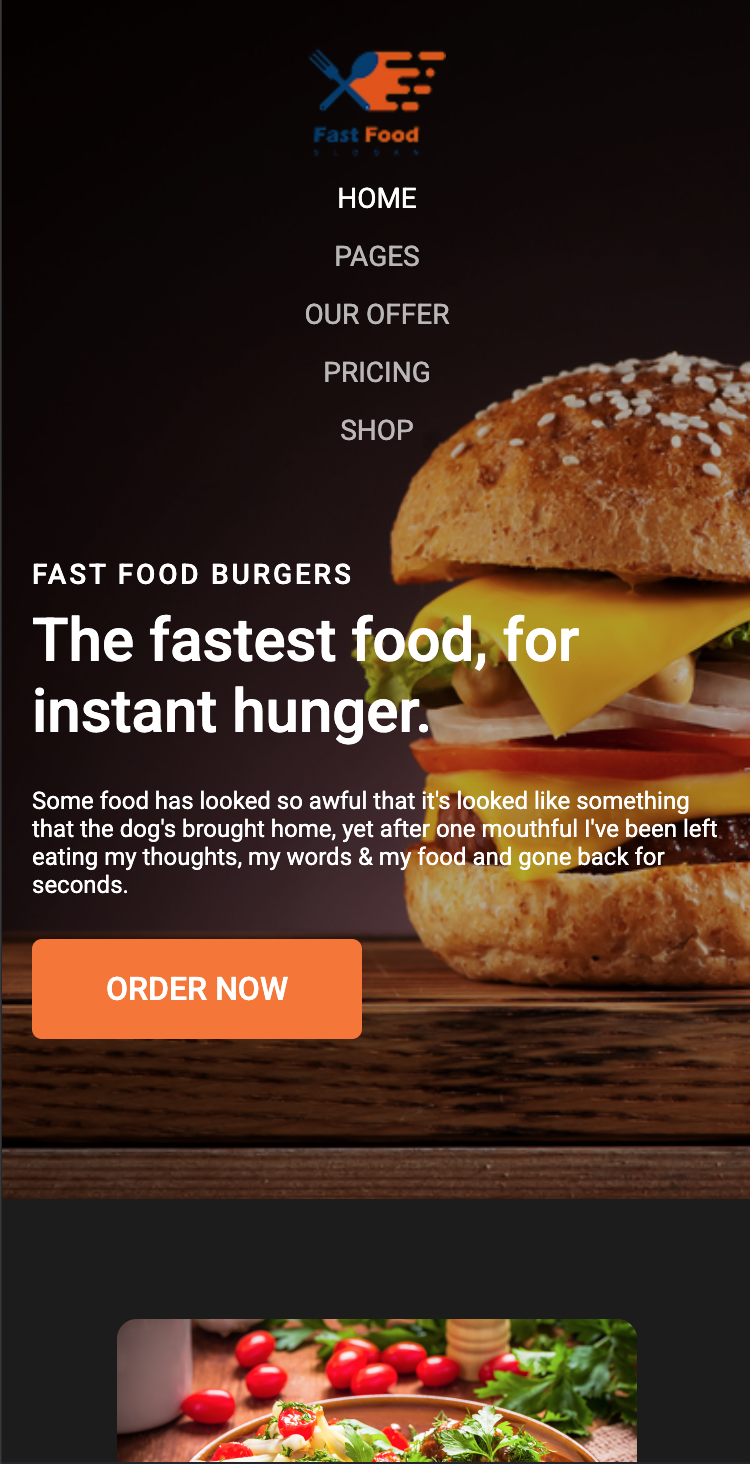 Fast Food
SLOGAN
HOME
PAGES
OUR OFFER
PRICING
SHOP
FAST FOOD BURGERS
The fastest food, for
instant hunger.
Some food has looked so awful that it's looked like something
that the dog's brought home, yet after one mouthful I've been left
eating my thoughts, my words & my food and gone back for
seconds.
ORDER NOW